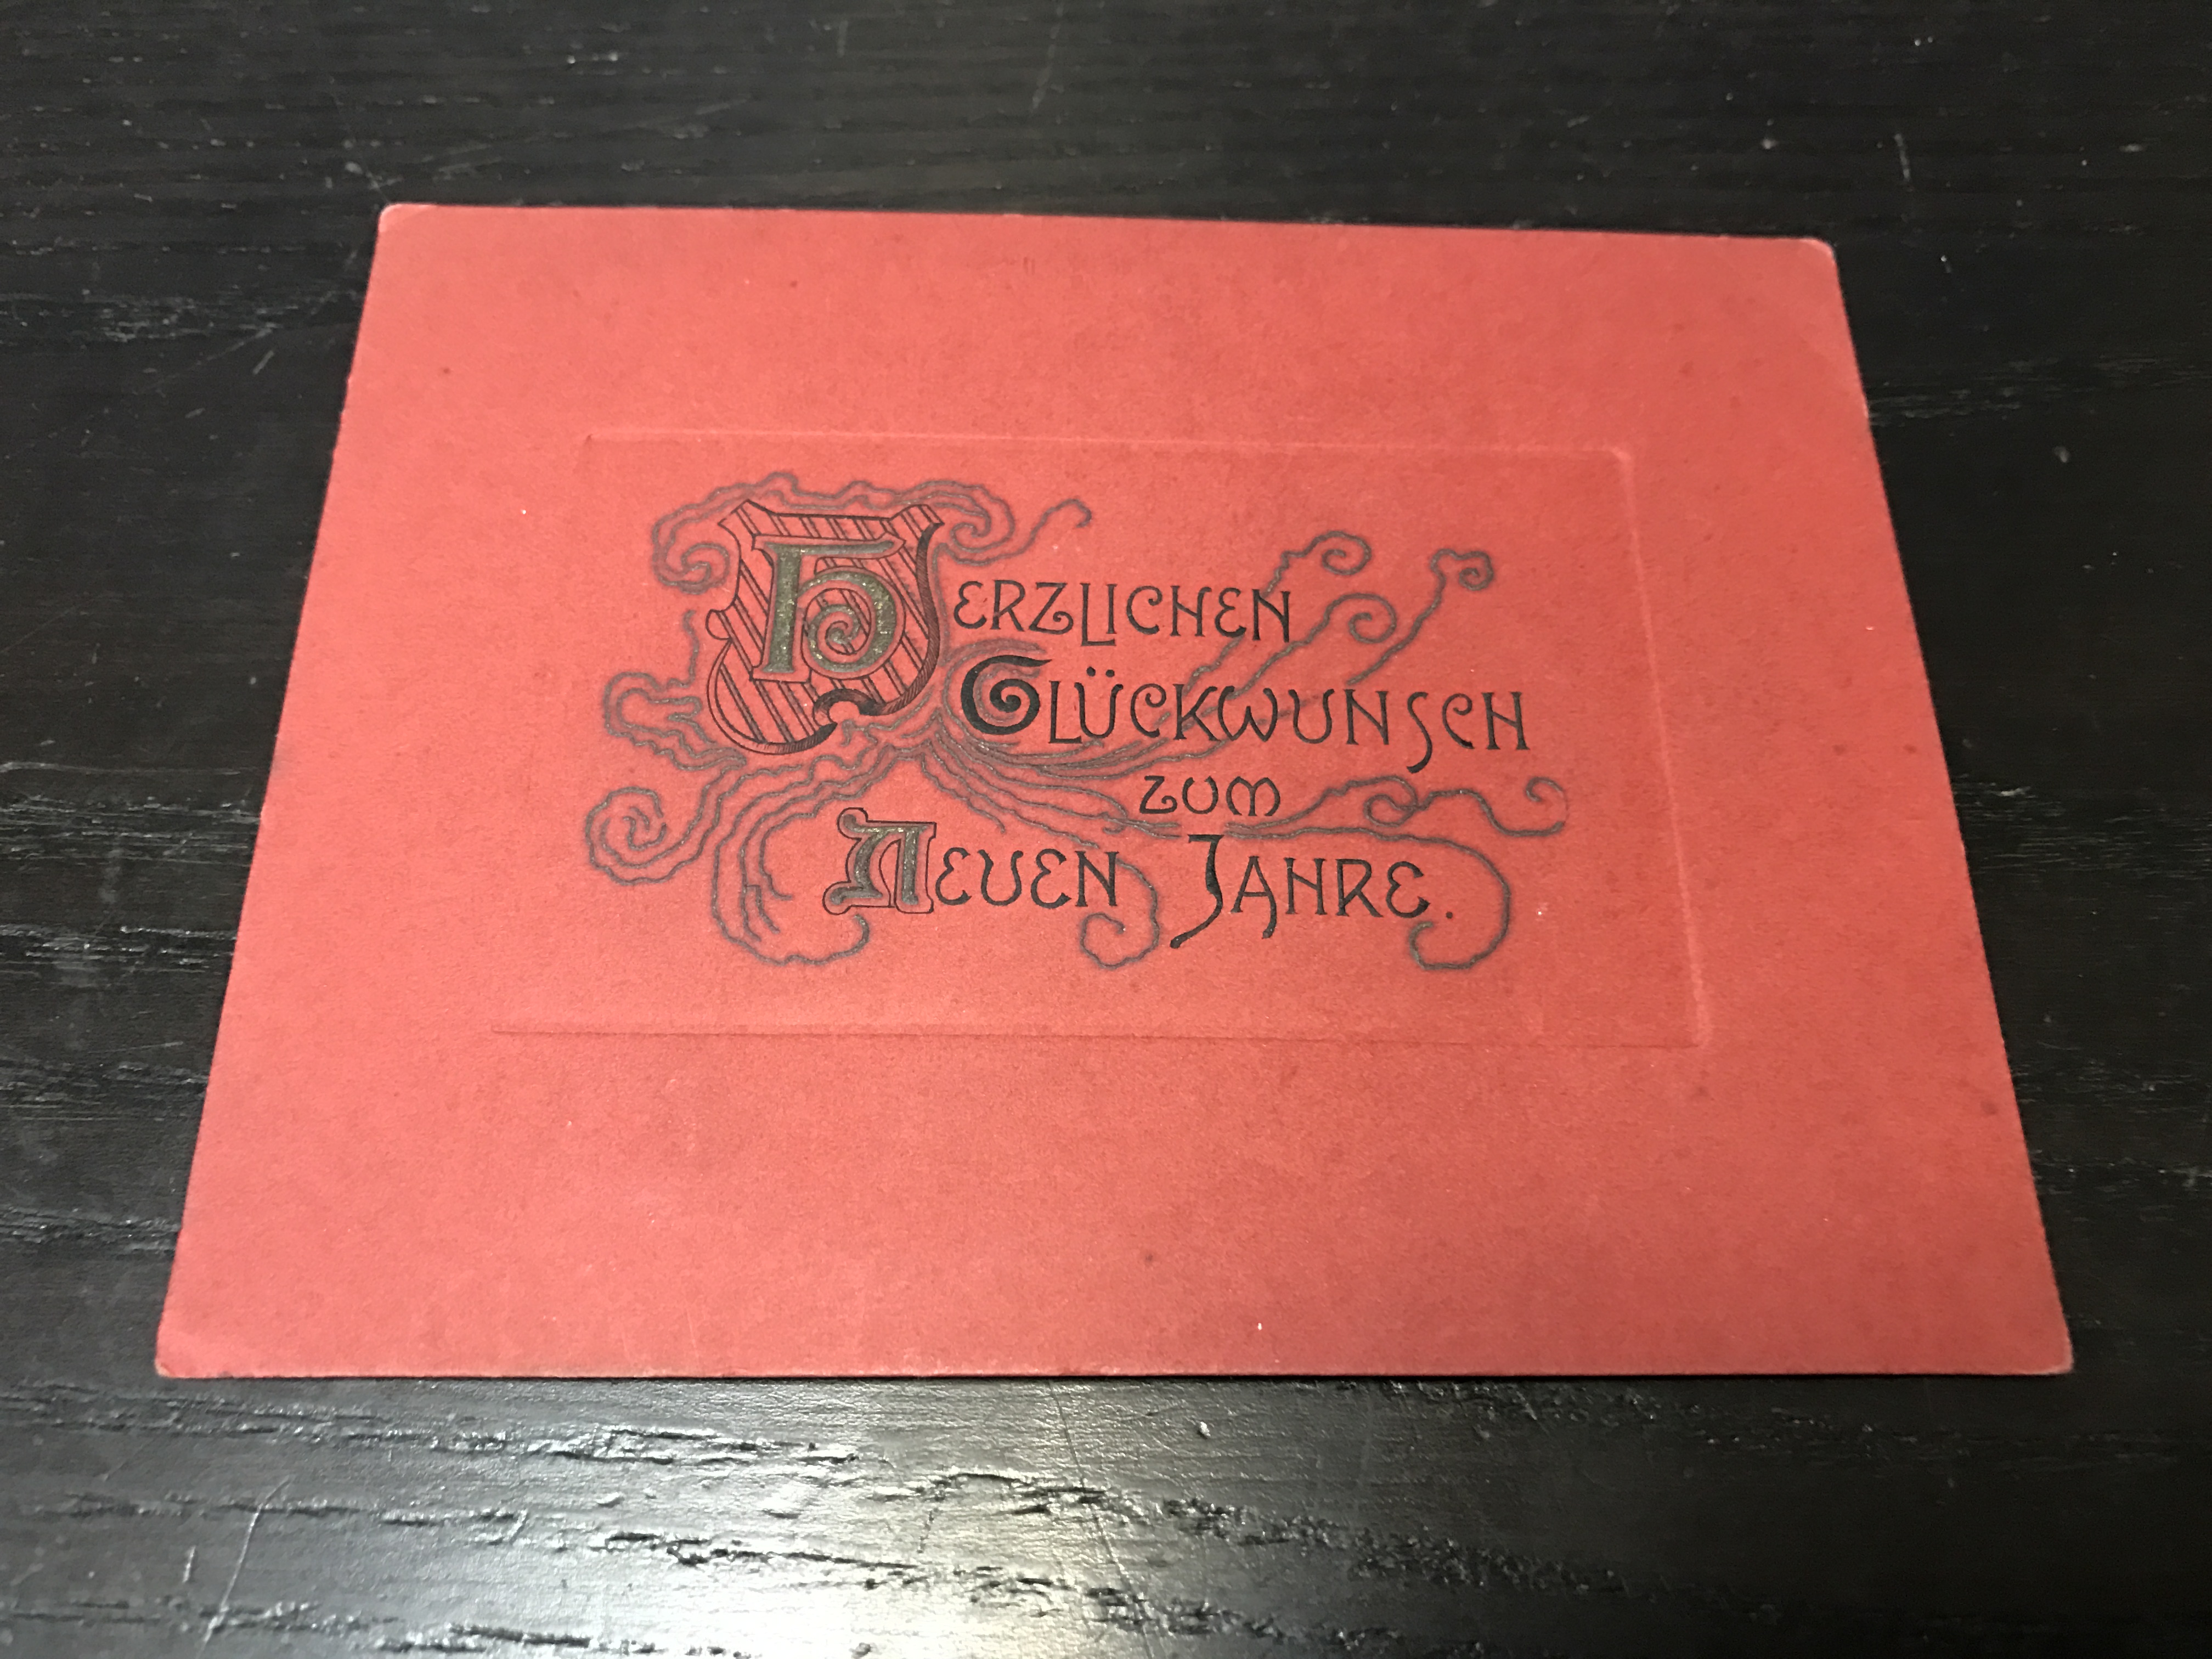 HERZLICHEN
GLÜCKWUNSCH
ZUM
NEUEN JAHRE.